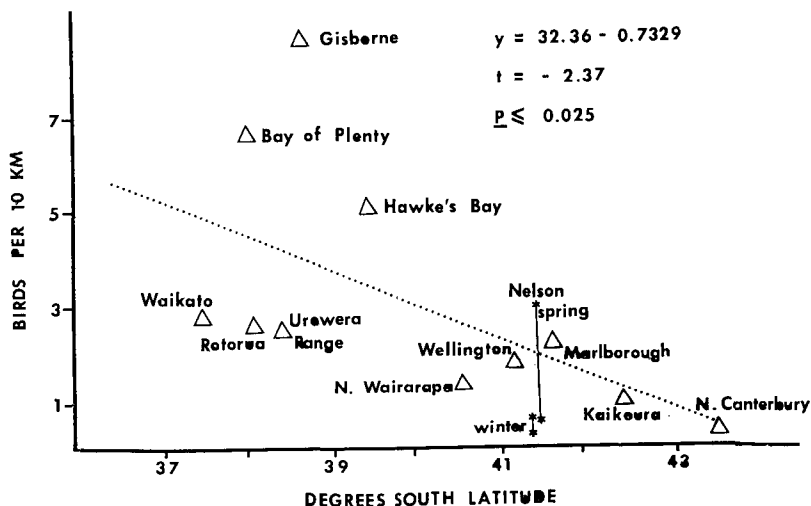 Gisborne
y = 32.36 - 0.7329
t = - 2.37
P ≤ 0.025
Bay of Plenty
Hawke's Bay
BIRDS PER 10 KM
7
5
3
1
Waikato
Rotorua
Urewera
Range
Nelson
spring
Wellington
Marlborough
N. Wairarapa
winter
Kaikoura
N. Canterbury
37
39
41
43
DEGREES SOUTH LATITUDE